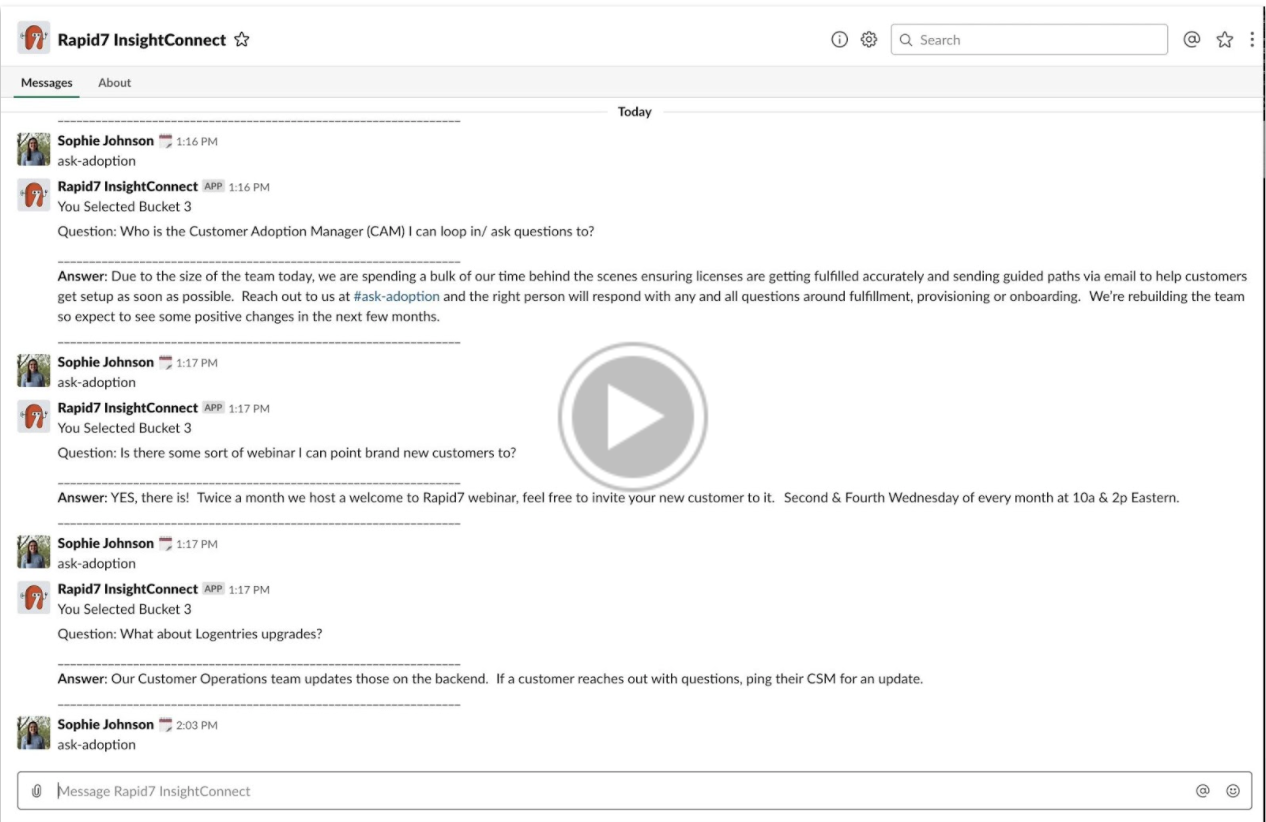 Rapid7 InsightConnect
Search
Messages About
Today
Sophie Johnson 1:16 PM
ask-adoption
Rapid7 InsightConnect APP 1:16 PM
You Selected Bucket 3
Question: Who is the Customer Adoption Manager (CAM) I can loop in/ ask questions to?
Answer: Due to the size of the team today, we are spending a bulk of our time behind the scenes ensuring licenses are getting fulfilled accurately and sending guided paths via email to help customers
get setup as soon as possible. Reach out to us at #ask-adoption and the right person will respond with any and all questions around fulfillment, provisioning or onboarding. We're rebuilding the team
so expect to see some positive changes in the next few months.
Sophie Johnson 1:17 PM
ask-adoption
Rapid7 InsightConnect APP 1:17 PM
You Selected Bucket 3
Question: Is there some sort of webinar I can point brand new customers to?
Answer: YES, there is! Twice a month we host a welcome to Rapid7 webinar, feel free to invite your new customer to it. Second & Fourth Wednesday of every month at 10a & 2p Eastern.
Sophie Johnson 1:17 PM
ask-adoption
Rapid7 InsightConnect APP 1:17 PM
You Selected Bucket 3
Question: What about Logentries upgrades?
Answer: Our Customer Operations team updates those on the backend. If a customer reaches out with questions, ping their CSM for an update.
Sophie Johnson 2:03 PM
ask-adoption
Message Rapid7 InsightConnect